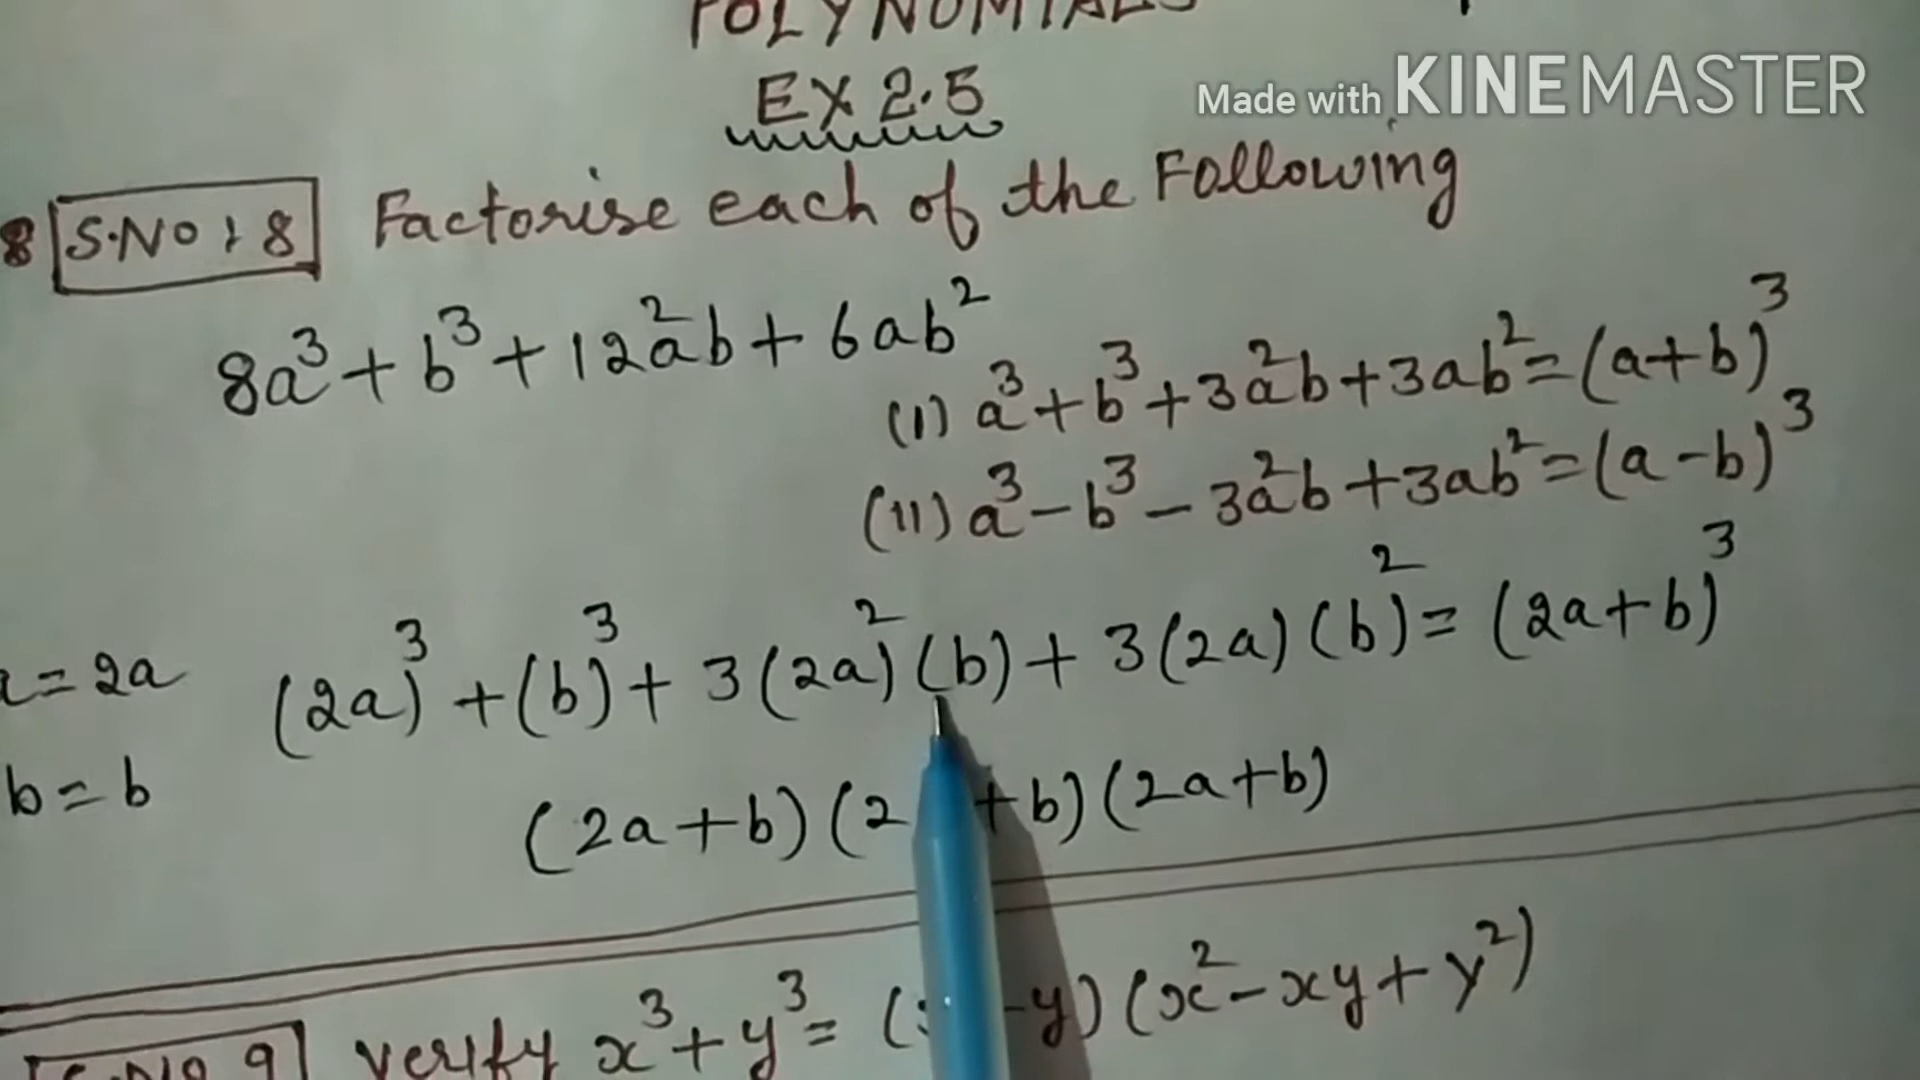 POLYNOMIALS
EX 2.5
Made with KINEMASTER
8 S.NO : 8 Factorise each of the Following
8a³ + b³ + 12a²b + 6ab²
(I) a³ + b³ + 3a²b + 3ab² = (a + b)³
(II) a³ - b³ - 3a²b + 3ab² = (a - b)³
a = 2a (2a)³ + (b)³ + 3(2a)²(b) + 3(2a)(b)² = (2a + b)³
b = b (2a + b)(2 + b)(2a + b)
S.NO 9 verify x³ + y³ = ( y)(x² - xy + y²)